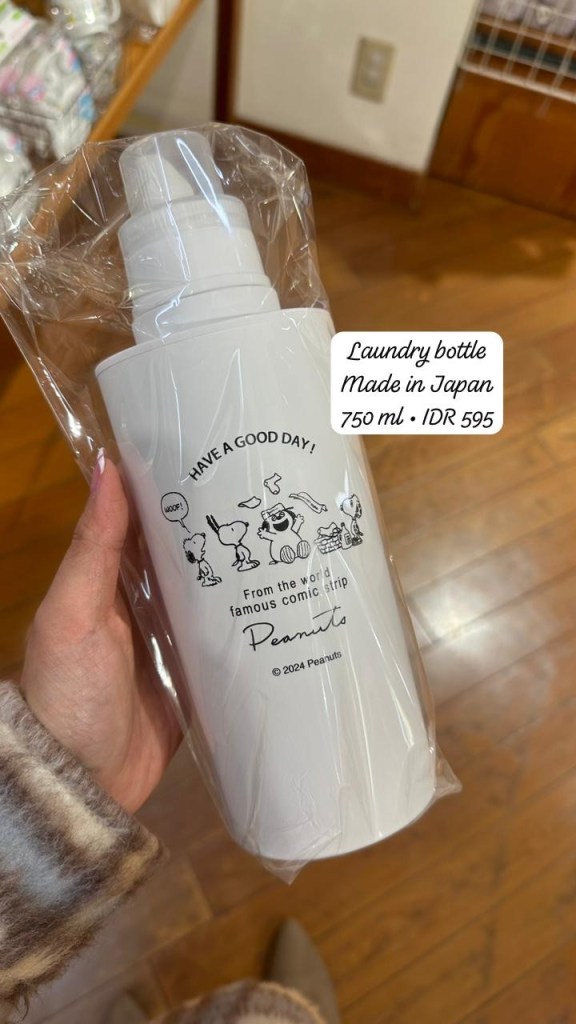 Laundry bottle
Made in Japan
750 ml • IDR 595
HAVE A GOOD DAY!
WOOF!
From the world
famous comic strip
Peanuts
© 2024 Peanuts